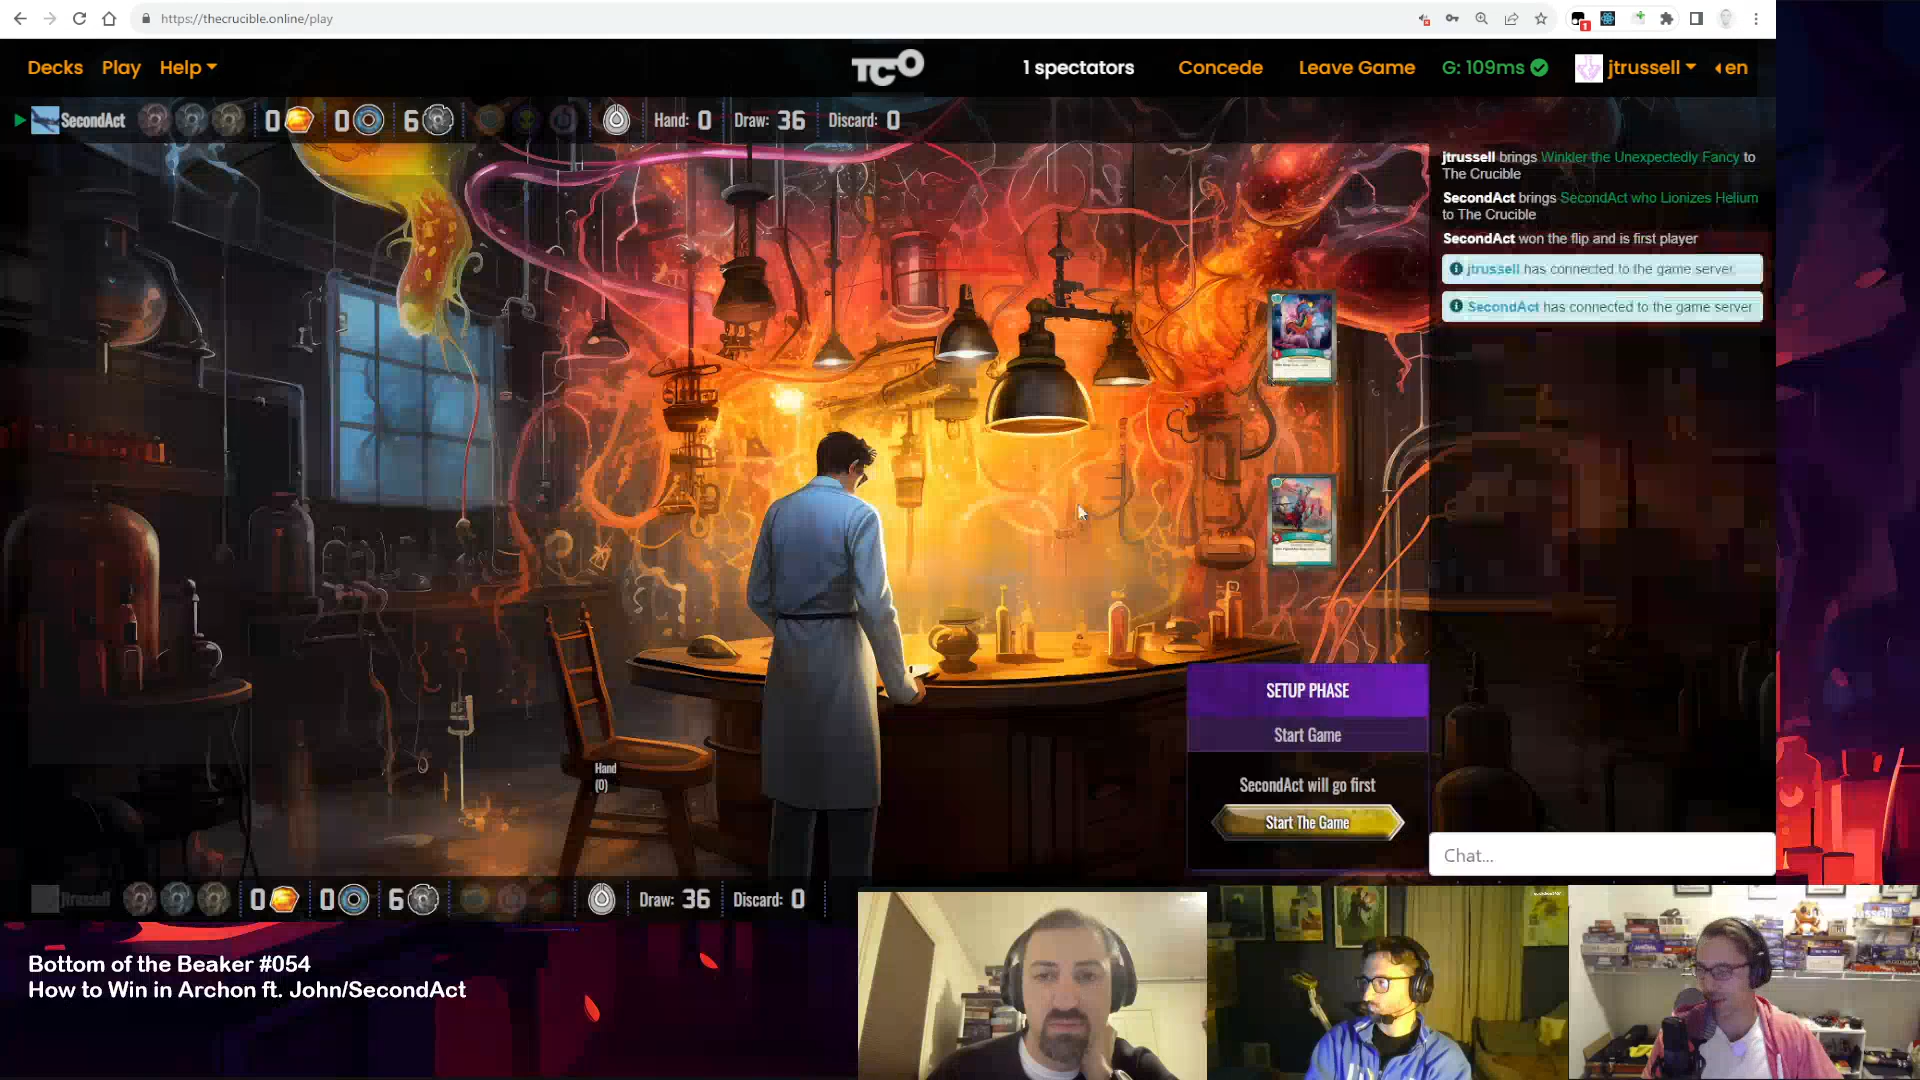 https://thecrucible.online/play
1
Decks Play Help
TCO
1 spectators Concede Leave Game G: 109ms jtrussell en
SecondAct 0 0 6 Hand: 0 Draw: 36 Discard: 0
jtrussell brings Winkler the Unexpectedly Fancy to
The Crucible
SecondAct brings SecondAct who Lionizes Helium
to The Crucible
SecondAct won the flip and is first player
jtrussell has connected to the game server
SecondAct has connected to the game server
SETUP PHASE
Start Game
SecondAct will go first
Start The Game
Hand
(0)
Chat...
jtrussell 0 0 6 Draw: 36 Discard: 0
Bottom of the Beaker #054
How to Win in Archon ft. John/SecondAct